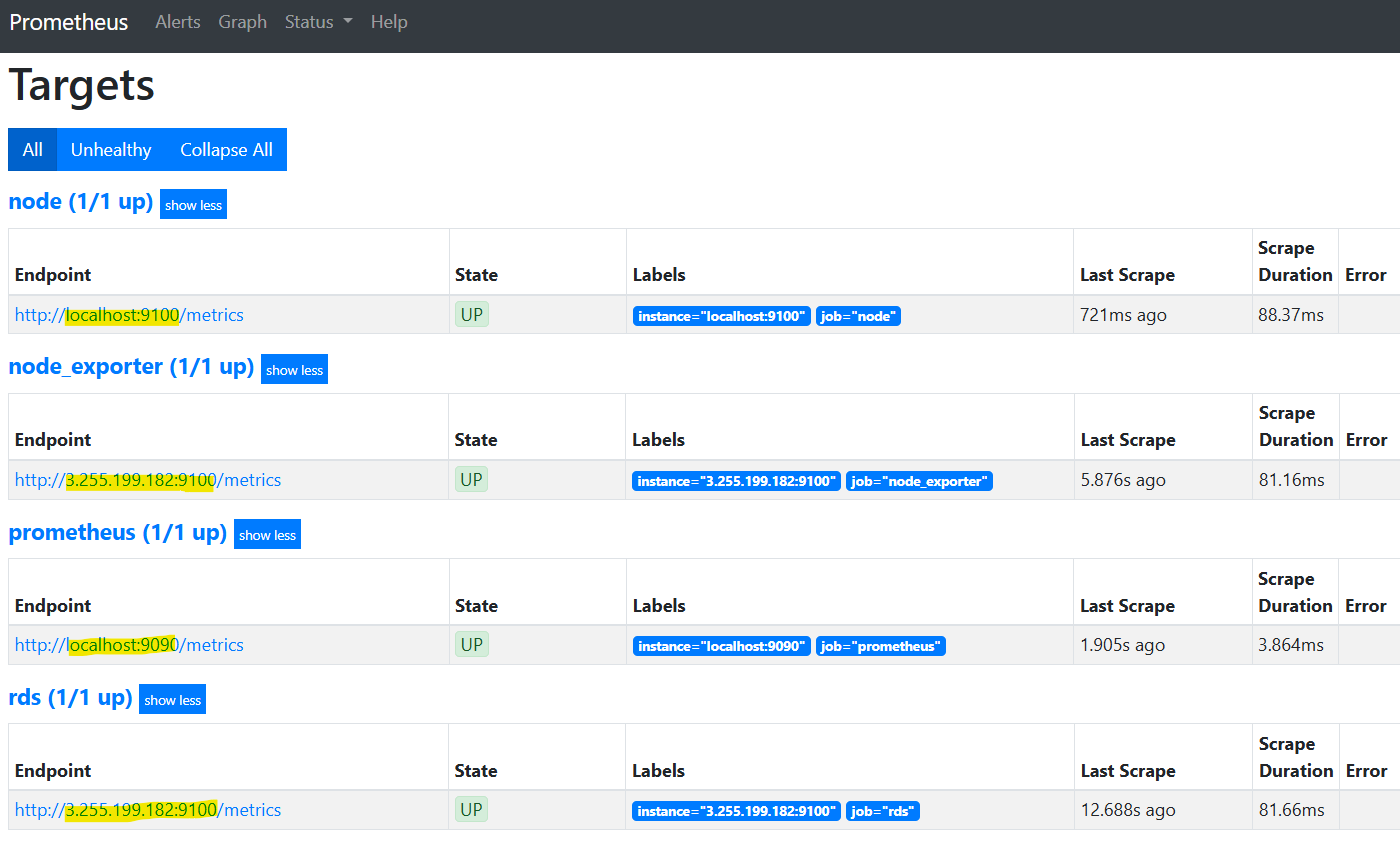 Prometheus Alerts Graph Status Help
Targets
All Unhealthy Collapse All
node (1/1 up) show less
Endpoint State Labels Last Scrape Scrape Duration Error
http://localhost:9100/metrics UP instance="localhost:9100" job="node" 721ms ago 88.37ms
node_exporter (1/1 up) show less
Endpoint State Labels Last Scrape Scrape Duration Error
http://3.255.199.182:9100/metrics UP instance="3.255.199.182:9100" job="node_exporter" 5.876s ago 81.16ms
prometheus (1/1 up) show less
Endpoint State Labels Last Scrape Scrape Duration Error
http://localhost:9090/metrics UP instance="localhost:9090" job="prometheus" 1.905s ago 3.864ms
rds (1/1 up) show less
Endpoint State Labels Last Scrape Scrape Duration Error
http://3.255.199.182:9100/metrics UP instance="3.255.199.182:9100" job="rds" 12.688s ago 81.66ms